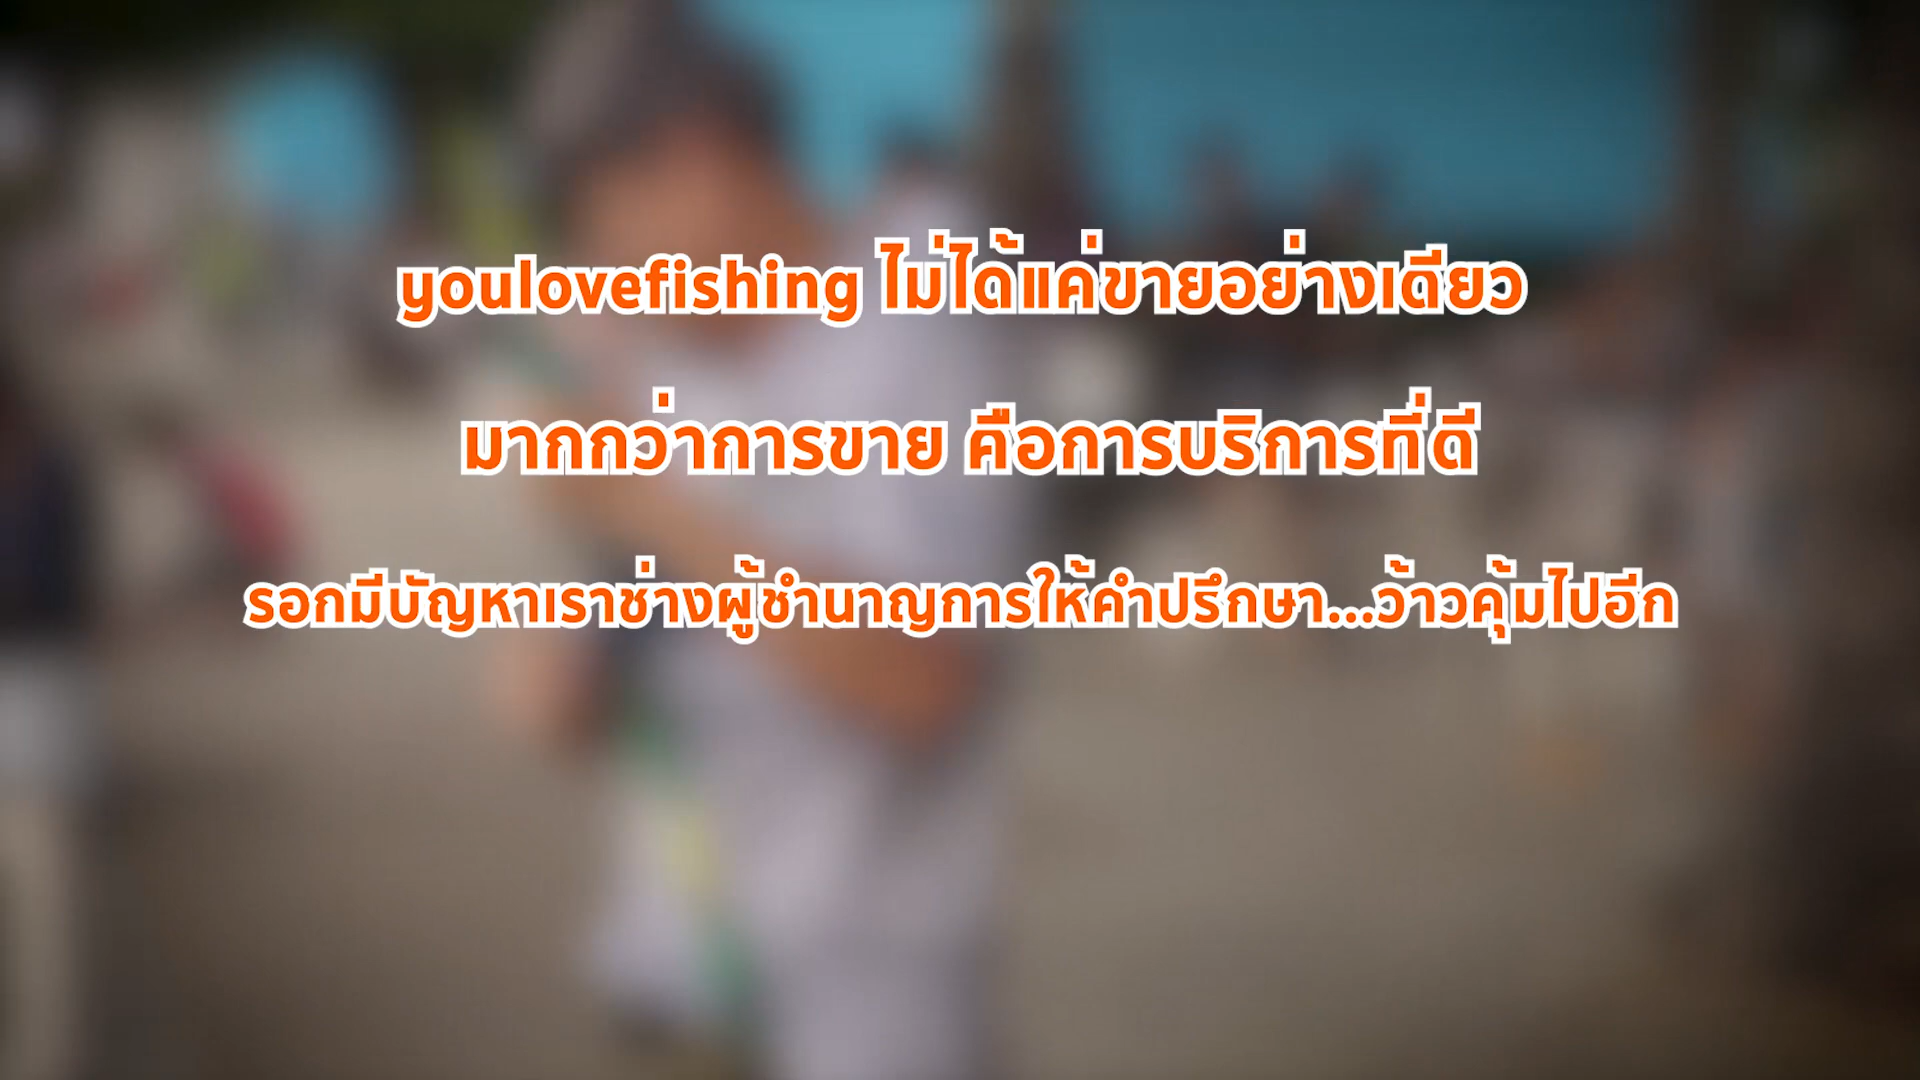 youlovefishing ไม่ได้แค่ขายอย่างเดียว
มากกว่าการขาย คือการบริการที่ดี
รอกมีบัญหาเราช่างผู้ชำนาญการให้คำปรึกษา...ว้าวคุ้มไปอีก